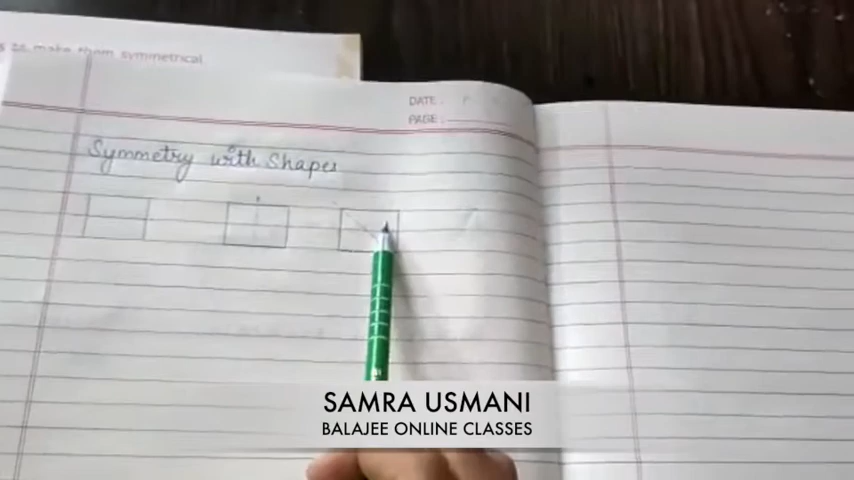 s to make them symmetrical
DATE:
PAGE:
Symmetry with Shapes
SAMRA USMANI
BALAJEE ONLINE CLASSES